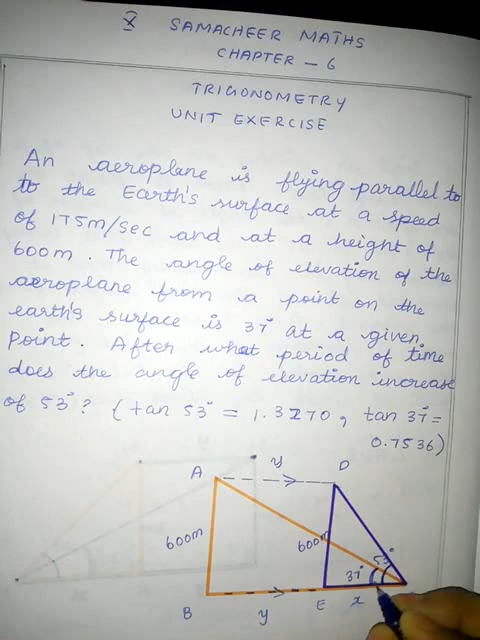 X SAMACHEER MATHS
CHAPTER - 6
TRIGONOMETRY
UNIT EXERCISE
An aeroplane is flying parallel to
to the Earth's surface at a speed
of 175m/sec and at a height of
600m. The angle of elevation of the
aeroplane from a point on the
earth's surface is 37° at a given
point. After what period of time
does the angle of elevation increase
of 53°? (tan 53° = 1.3270, tan 37° =
0.7536)
A y D
600m 600m
53°
37°
B y E x